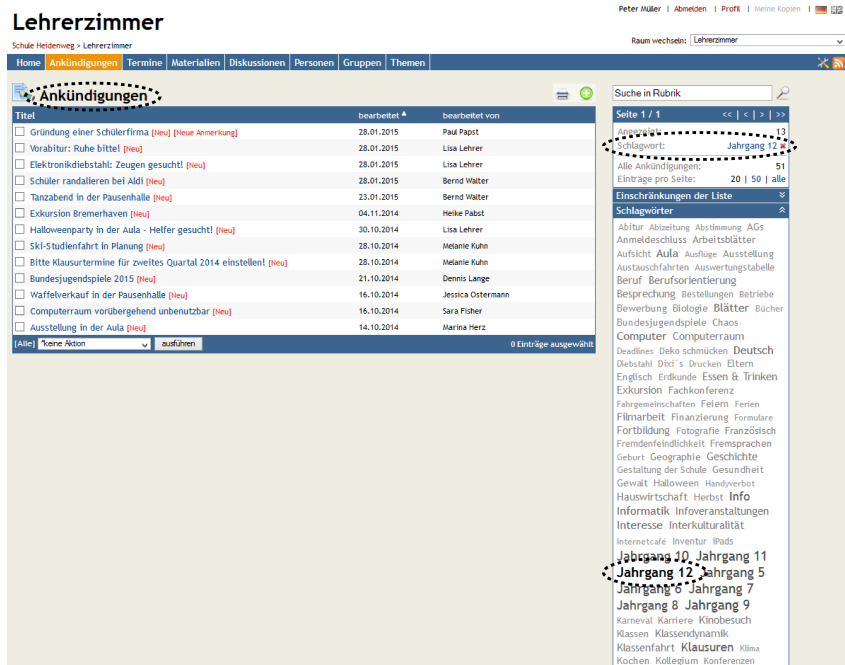 Peter Müller | Abmelden | Profil | Meine Kopien |
Lehrerzimmer
Schule Heidenweg > Lehrerzimmer
Raum wechseln: Lehrerzimmer
Home Ankündigungen Termine Materialien Diskussionen Personen Gruppen Themen
Ankündigungen
Titel bearbeitet bearbeitet von
Gründung einer Schülerfirma [Neu] [Neue Anmerkung] 28.01.2015 Paul Papst
Vorabitur: Ruhe bitte! [Neu] 28.01.2015 Lisa Lehrer
Elektronikdiebstahl: Zeugen gesucht! [Neu] 28.01.2015 Lisa Lehrer
Schüler randalieren bei Aldi [Neu] 28.01.2015 Bernd Walter
Tanzabend in der Pausenhalle [Neu] 23.01.2015 Bernd Walter
Exkursion Bremerhaven [Neu] 04.11.2014 Heike Pabst
Halloweenparty in der Aula - Helfer gesucht! [Neu] 30.10.2014 Lisa Lehrer
Ski-Studienfahrt in Planung [Neu] 28.10.2014 Melanie Kuhn
Bitte Klausurtermine für zweites Quartal 2014 einstellen! [Neu] 28.10.2014 Melanie Kuhn
Bundesjugendspiele 2015 [Neu] 21.10.2014 Dennis Lange
Waffelverkauf in der Pausenhalle [Neu] 16.10.2014 Jessica Ostermann
Computerraum vorübergehend unbenutzbar [Neu] 16.10.2014 Sara Fisher
Ausstellung in der Aula [Neu] 14.10.2014 Marina Herz
[Alle] *keine Aktion ausführen 0 Einträge ausgewählt
Suche in Rubrik
Seite 1 / 1 << | < | > | >>
Angezeigt: 13
Schlagwort: Jahrgang 12
Alle Ankündigungen: 51
Einträge pro Seite: 20 | 50 | alle
Einschränkungen der Liste
Schlagwörter
Abitur Abizeitung Abstimmung AGs
Anmeldeschluss Arbeitsblätter
Aufsicht Aula Ausflüge Ausstellung
Austauschfahrten Auswertungstabelle
Beruf Berufsorientierung
Besprechung Bestellungen Betriebe
Bewerbung Biologie Blätter Bücher
Bundesjugendspiele Chaos
Computer Computerraum
Deadlines Deko schmücken Deutsch
Diebstahl Dixi´s Drucken Eltern
Englisch Erdkunde Essen & Trinken
Exkursion Fachkonferenz
Fahrgemeinschaften Feiern Ferien
Filmarbeit Finanzierung Formulare
Fortbildung Fotografie Französisch
Fremdenfeindlichkeit Fremsprachen
Geburt Geographie Geschichte
Gestaltung der Schule Gesundheit
Gewalt Halloween Handyverbot
Hauswirtschaft Herbst Info
Informatik Infoveranstaltungen
Interesse Interkulturalität
Internetcafé Inventur iPads
Jahrgang 10 Jahrgang 11
Jahrgang 12 Jahrgang 5
Jahrgang 6 Jahrgang 7
Jahrgang 8 Jahrgang 9
Karneval Karriere Kinobesuch
Klassen Klassendynamik
Klassenfahrt Klausuren Klima
Kochen Kollegium Konferenzen